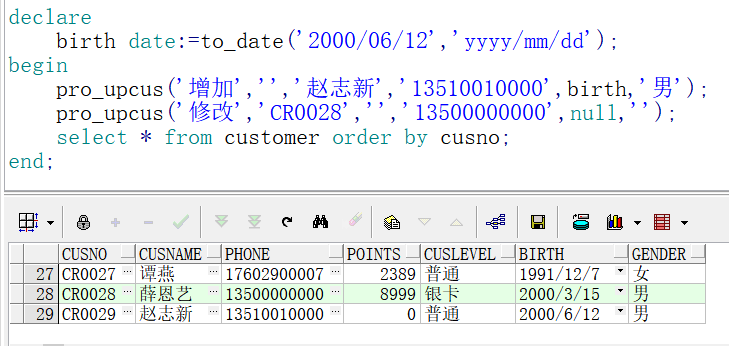 declare
birth date:=to_date('2000/06/12','yyyy/mm/dd');
begin
pro_upcus('增加','','赵志新','13510010000',birth,'男');
pro_upcus('修改','CR0028','','13500000000',null,'');
select * from customer order by cusno;
end;
CUSNO CUSNAME PHONE POINTS CUSLEVEL BIRTH GENDER
27 CR0027 谭燕 17602900007 2389 普通 1991/12/7 女
28 CR0028 薛恩艺 13500000000 8999 银卡 2000/3/15 男
29 CR0029 赵志新 13510010000 0 普通 2000/6/12 男